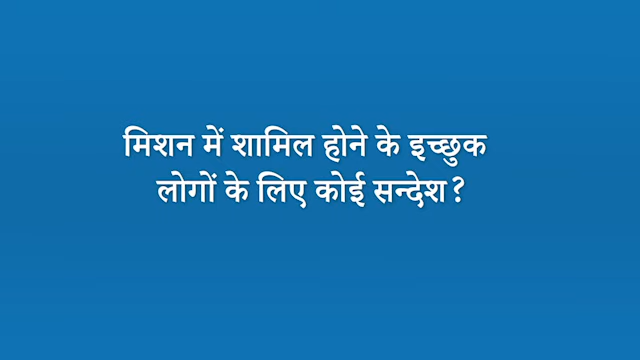 मिशन में शामिल होने के इच्छुक
लोगों के लिए कोई सन्देश?